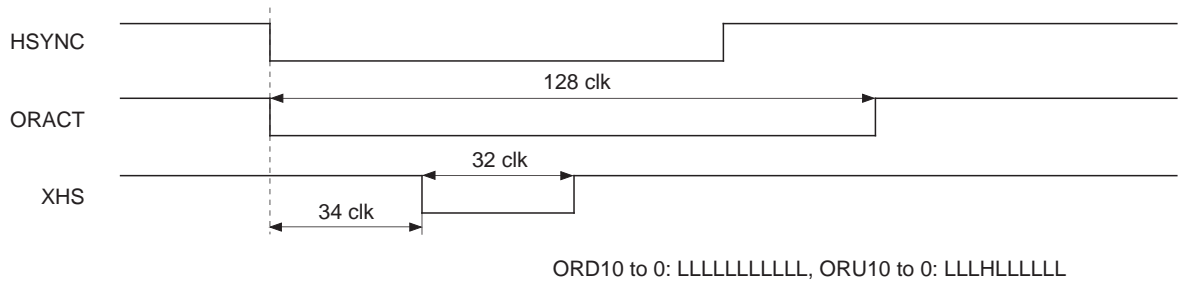 HSYNC
128 clk
ORACT
32 clk
XHS
34 clk
ORD10 to 0: LLLLLLLLLLL, ORU10 to 0: LLLHLLLLLL